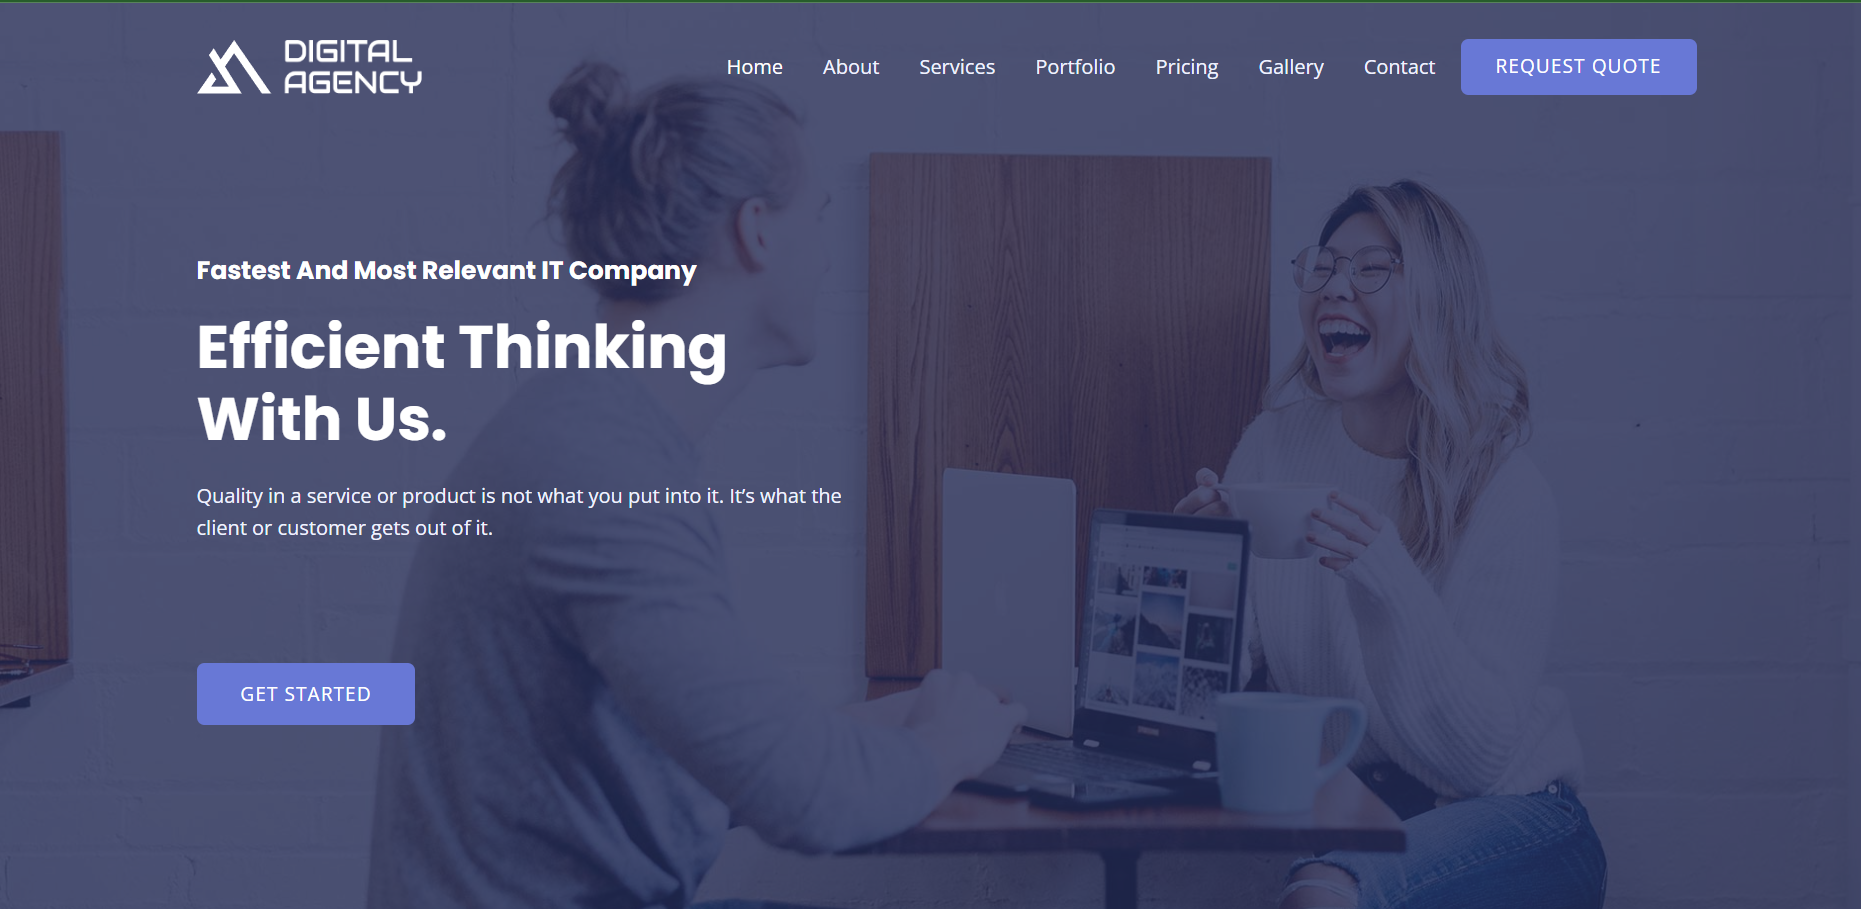 DIGITAL
AGENCY
Home About Services Portfolio Pricing Gallery Contact REQUEST QUOTE
Fastest And Most Relevant IT Company
Efficient Thinking
With Us.
Quality in a service or product is not what you put into it. It’s what the
client or customer gets out of it.
GET STARTED